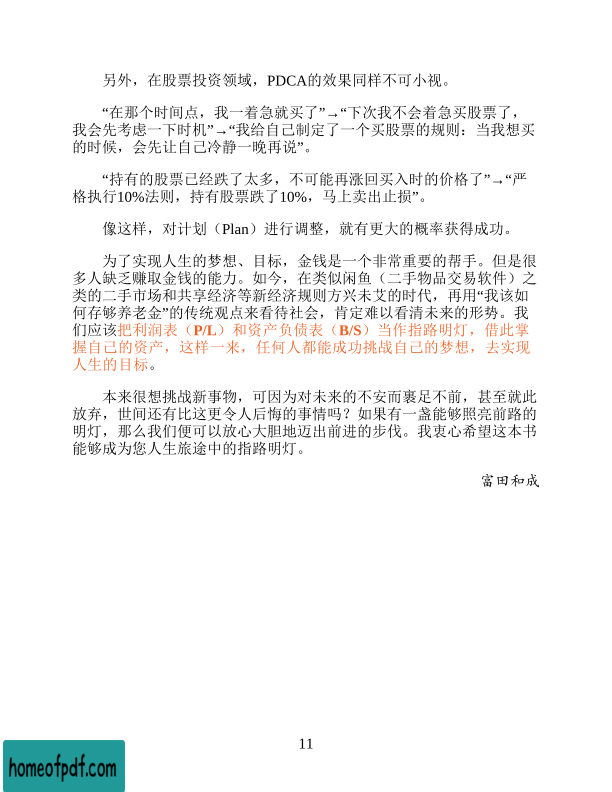 另外，在股票投资领域，PDCA的效果同样不可小视。
“在那个时间点，我一着急就买了”→“下次我不会着急买股票了，
我会先考虑一下时机”→“我给自己制定了一个买股票的规则：当我想买
的时候，会先让自己冷静一晚再说”。
“持有的股票已经跌了太多，不可能再涨回买入时的价格了”→“严
格执行10%法则，持有股票跌了10%，马上卖出止损”。
像这样，对计划（Plan）进行调整，就有更大的概率获得成功。
为了实现人生的梦想、目标，金钱是一个非常重要的帮手。但是很
多人缺乏赚取金钱的能力。如今，在类似闲鱼（二手物品交易软件）之
类的二手市场和共享经济等新经济规则方兴未艾的时代，再用“我该如
何存够养老金”的传统观点来看待社会，肯定难以看清未来的形势。我
们应该把利润表（P/L）和资产负债表（B/S）当作指路明灯，借此掌
握自己的资产，这样一来，任何人都能成功挑战自己的梦想，去实现
人生的目标。
本来很想挑战新事物，可因为对未来的不安而裹足不前，甚至就此
放弃，世间还有比这更令人后悔的事情吗？如果有一盏能够照亮前路的
明灯，那么我们便可以放心大胆地迈出前进的步伐。我衷心希望这本书
能够成为您人生旅途中的指路明灯。
富田和成
11
homeofpdf.com